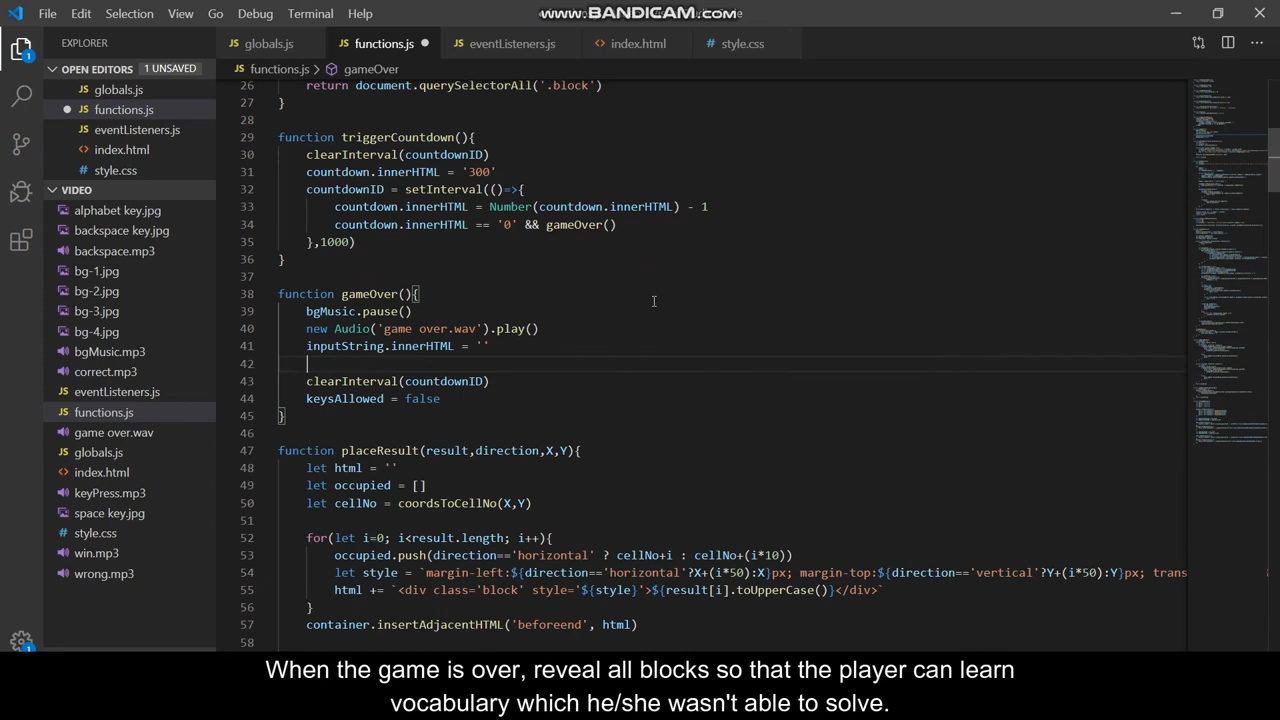 File Edit Selection View Go Debug Terminal Help
www.BANDICAM.com
EXPLORER
globals.js functions.js eventListeners.js index.html style.css
OPEN EDITORS 1 UNSAVED
functions.js > gameOver
globals.js
functions.js
eventListeners.js
index.html
style.css
VIDEO
alphabet key.jpg
backspace key.jpg
backspace.mp3
bg-1.jpg
bg-2.jpg
bg-3.jpg
bg-4.jpg
bgMusic.mp3
correct.mp3
eventListeners.js
functions.js
game over.wav
globals.js
index.html
keyPress.mp3
space key.jpg
style.css
win.mp3
wrong.mp3
1
1
26 return document.querySelectorAll('.block')
27 }
28
29 function triggerCountdown(){
30 clearInterval(countdownID)
31 countdown.innerHTML = '300'
32 countdownID = setInterval(()=>{
33 countdown.innerHTML = Number(countdown.innerHTML) - 1
34 countdown.innerHTML == '0' && gameOver()
35 },1000)
36 }
37
38 function gameOver(){
39 bgMusic.pause()
40 new Audio('game over.wav').play()
41 inputString.innerHTML = ''
42
43 clearInterval(countdownID)
44 keysAllowed = false
45 }
46
47 function placeResult(result,direction,X,Y){
48 let html = ''
49 let occupied = []
50 let cellNo = coordsToCellNo(X,Y)
51
52 for(let i=0; i<result.length; i++){
53 occupied.push(direction=='horizontal' ? cellNo+i : cellNo+(i*10))
54 let style = `margin-left:${direction=='horizontal'?X+(i*50):X}px; margin-top:${direction=='vertical'?Y+(i*50):Y}px; trans
55 html += `<div class='block' style='${style}'>${result[i].toUpperCase()}</div>`
56 }
57 container.insertAdjacentHTML('beforeend', html)
58
When the game is over, reveal all blocks so that the player can learn
vocabulary which he/she wasn't able to solve.